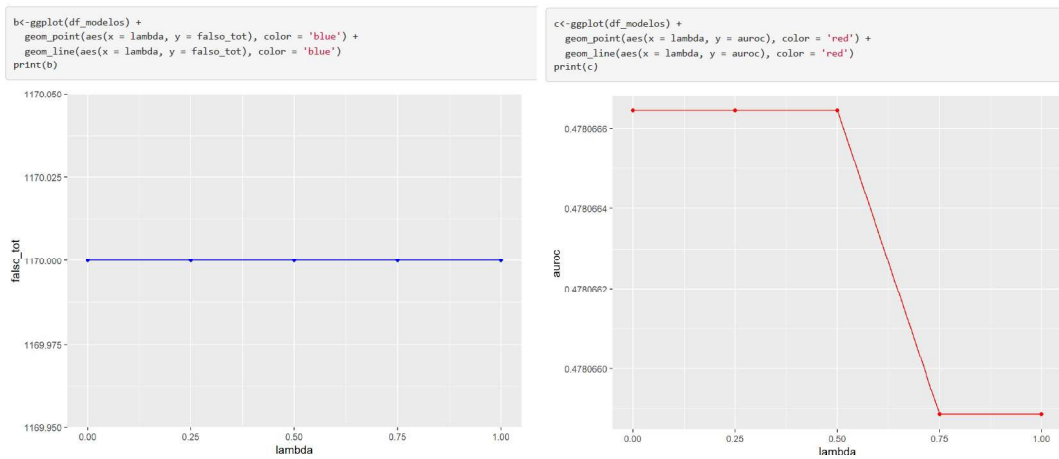 b<-ggplot(df_modelos) +
geom_point(aes(x = lambda, y = falso_tot), color = 'blue') +
geom_line(aes(x = lambda, y = falso_tot), color = 'blue')
print(b)
1170.050
1170.025
1170.000
1169.975
1169.950
falso_tot
0.00 0.25 0.50 0.75 1.00
lambda
c<-ggplot(df_modelos) +
geom_point(aes(x = lambda, y = auroc), color = 'red') +
geom_line(aes(x = lambda, y = auroc), color = 'red')
print(c)
0.4780666
0.4780664
0.4780662
0.4780660
auroc
0.00 0.25 0.50 0.75 1.00
lambda